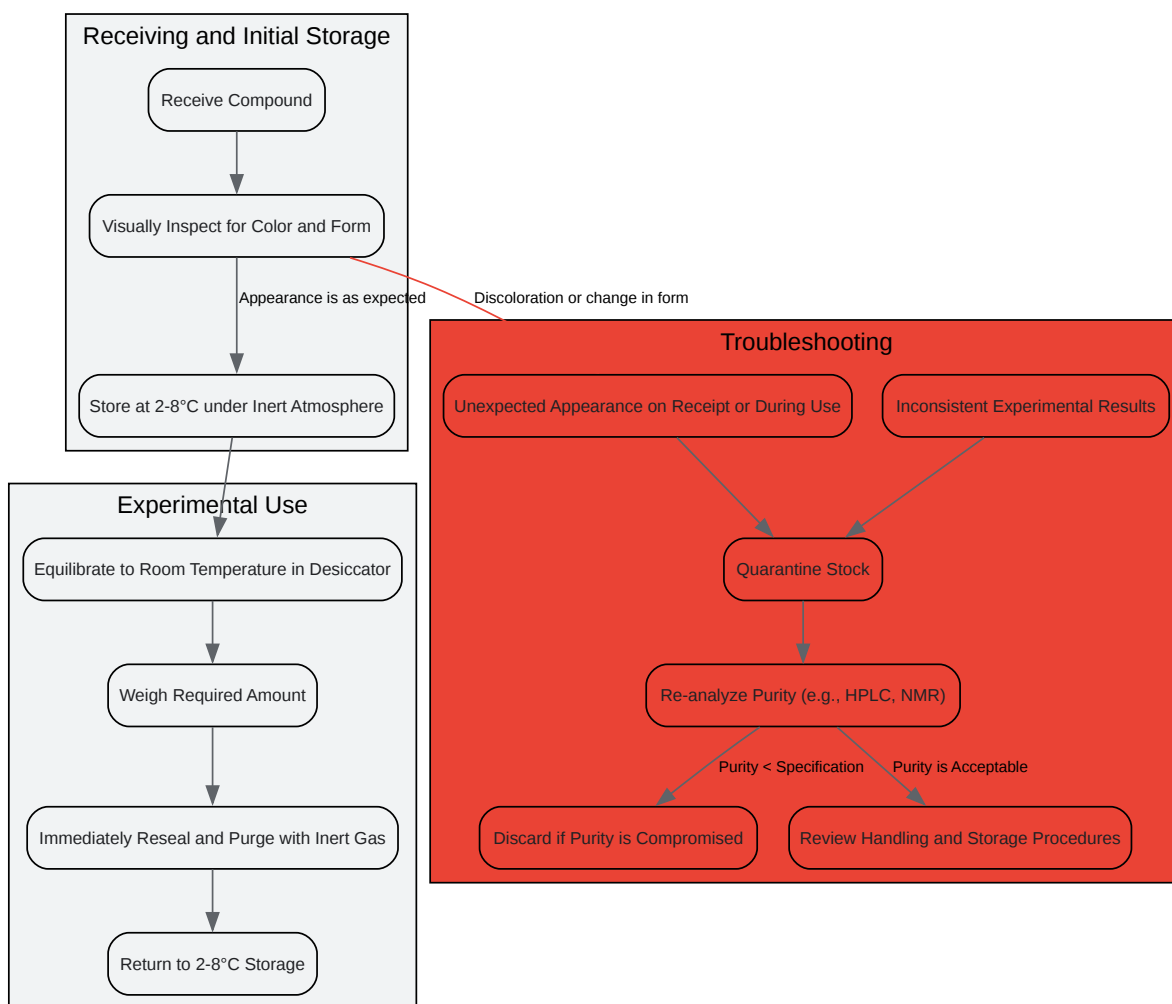 Receiving and Initial Storage
Receive Compound
Visually Inspect for Color and Form
Appearance is as expected
Discoloration or change in form
Store at 2-8°C under Inert Atmosphere
Experimental Use
Equilibrate to Room Temperature in Desiccator
Weigh Required Amount
Immediately Reseal and Purge with Inert Gas
Return to 2-8°C Storage
Troubleshooting
Unexpected Appearance on Receipt or During Use
Inconsistent Experimental Results
Quarantine Stock
Re-analyze Purity (e.g., HPLC, NMR)
Purity < Specification
Purity is Acceptable
Discard if Purity is Compromised
Review Handling and Storage Procedures